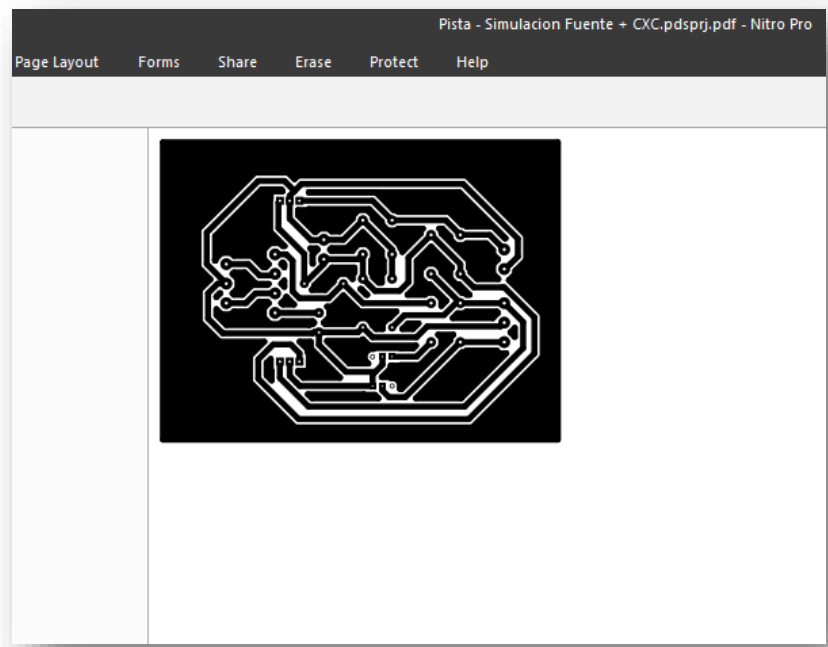 Pista - Simulacion Fuente + CXC.pdsprj.pdf - Nitro Pro
Page Layout Forms Share Erase Protect Help